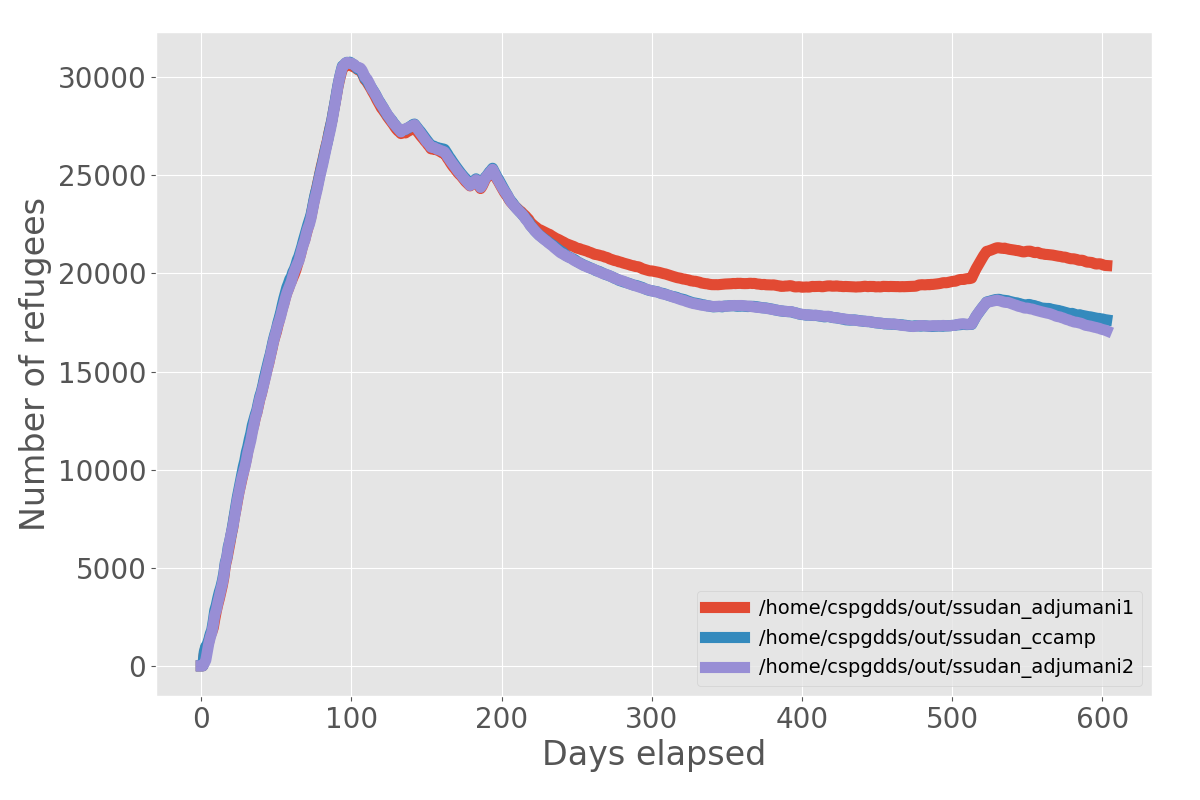 Number of refugees
30000
25000
20000
15000
10000
5000
0
/home/cspgdds/out/ssudan_adjumani1
/home/cspgdds/out/ssudan_ccamp
/home/cspgdds/out/ssudan_adjumani2
0 100 200 300 400 500 600
Days elapsed